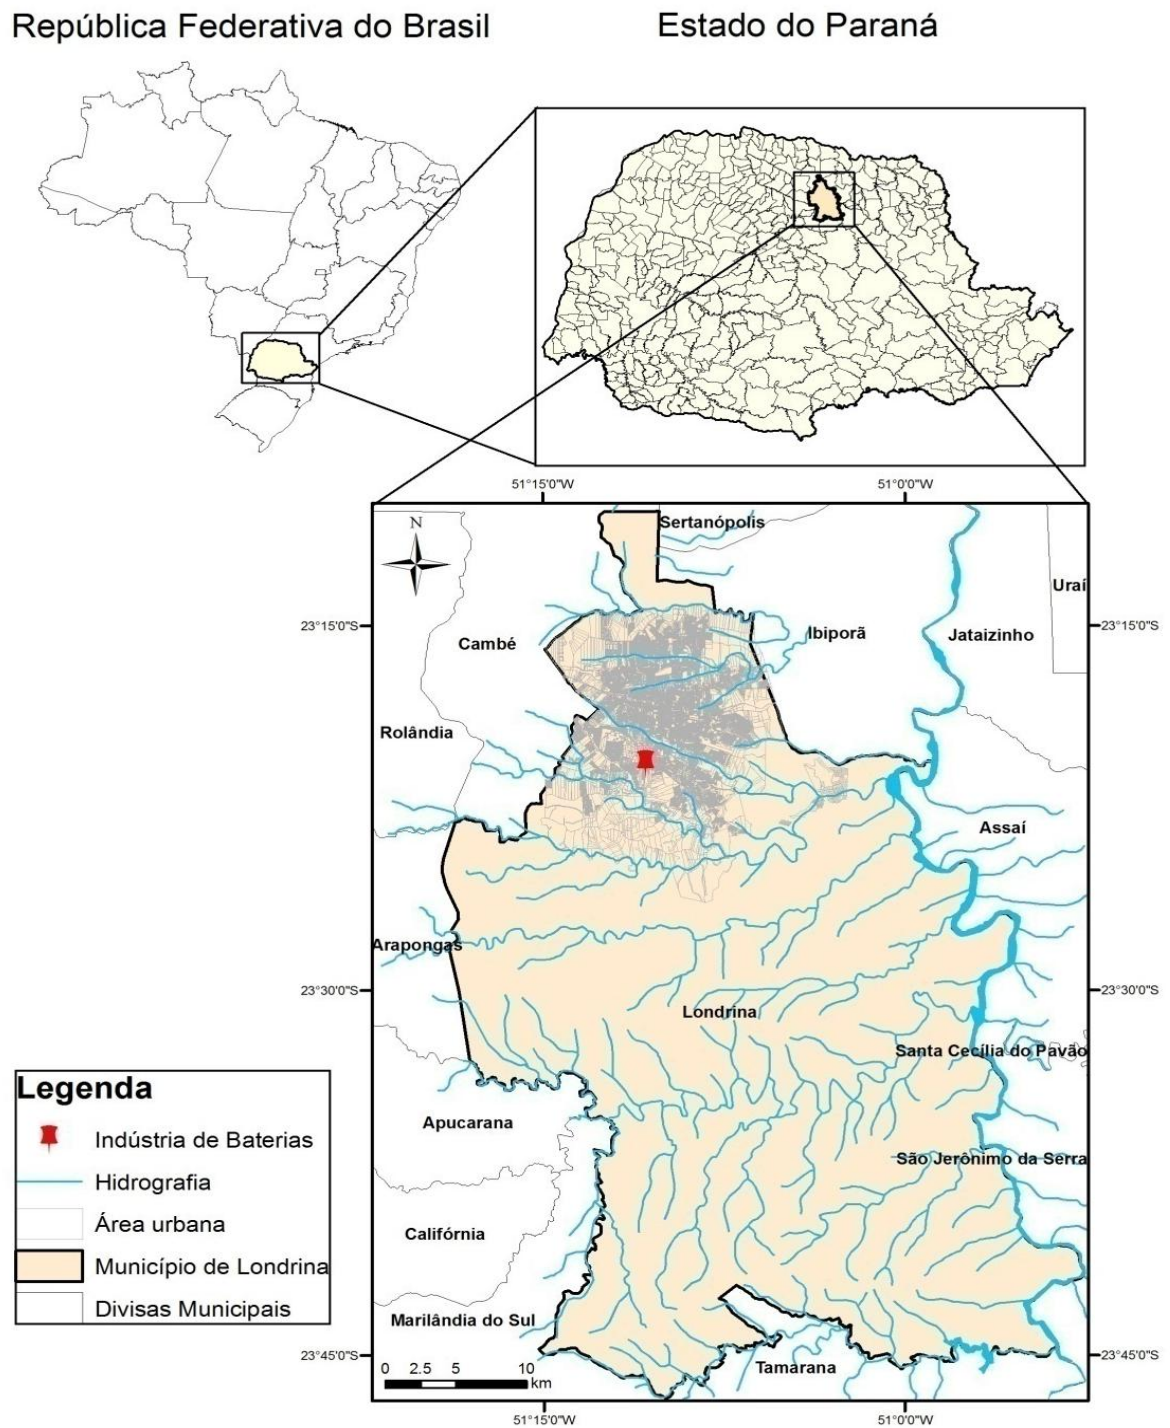 República Federativa do Brasil
Estado do Paraná
51°15'0"W
51°0'0"W
N
Sertanópolis
Uraí
23°15'0"S
Cambé
Ibiporã
Jataizinho
23°15'0"S
Rolândia
Assaí
Arapongas
23°30'0"S
Londrina
23°30'0"S
Santa Cecília do Pavão
Legenda
Indústria de Baterias
Hidrografia
Área urbana
Município de Londrina
Divisas Municipais
Apucarana
São Jerônimo da Serra
Califórnia
Marilândia do Sul
Tamarana
23°45'0"S
23°45'0"S
0 2.5 5 10
km
51°15'0"W
51°0'0"W